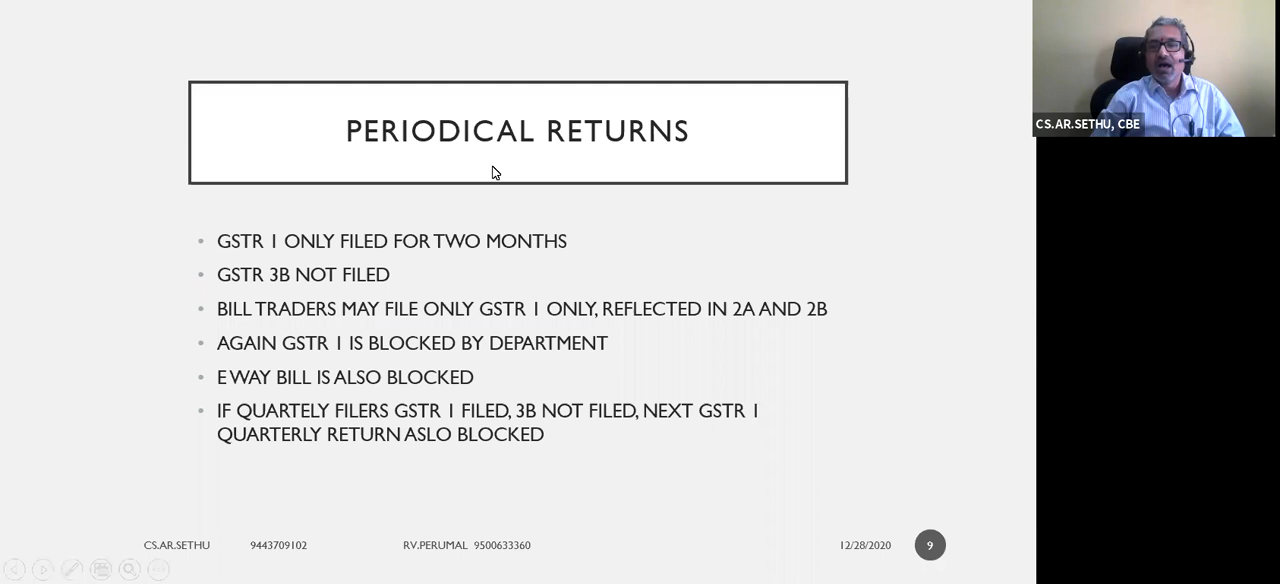 PERIODICAL RETURNS
• GSTR 1 ONLY FILED FOR TWO MONTHS
• GSTR 3B NOT FILED
• BILL TRADERS MAY FILE ONLY GSTR 1 ONLY, REFLECTED IN 2A AND 2B
• AGAIN GSTR 1 IS BLOCKED BY DEPARTMENT
• E WAY BILL IS ALSO BLOCKED
• IF QUARTELY FILERS GSTR 1 FILED, 3B NOT FILED, NEXT GSTR 1
QUARTERLY RETURN ASLO BLOCKED
CS.AR.SETHU 9443709102 RV.PERUMAL 9500633360 12/28/2020 9
CS.AR.SETHU, CBE